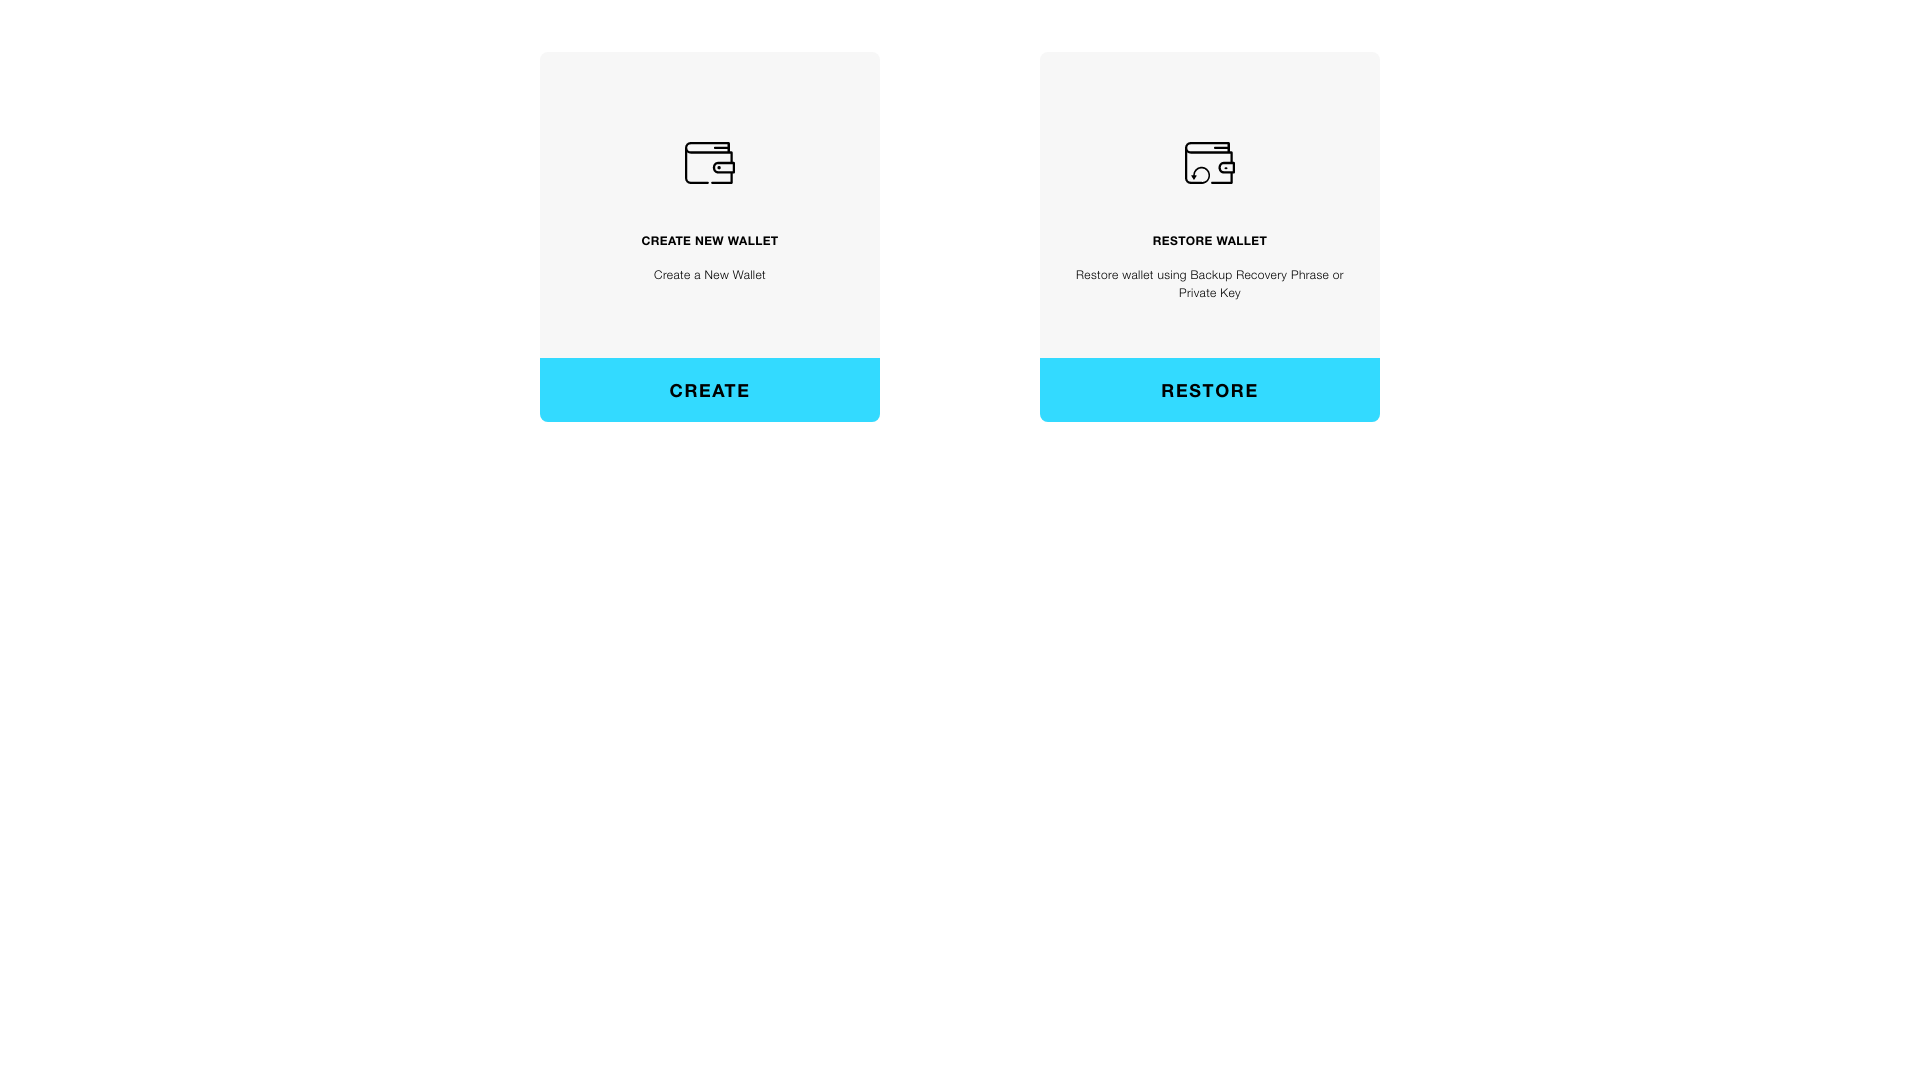 CREATE NEW WALLET
Create a New Wallet
CREATE
RESTORE WALLET
Restore wallet using Backup Recovery Phrase or
Private Key
RESTORE